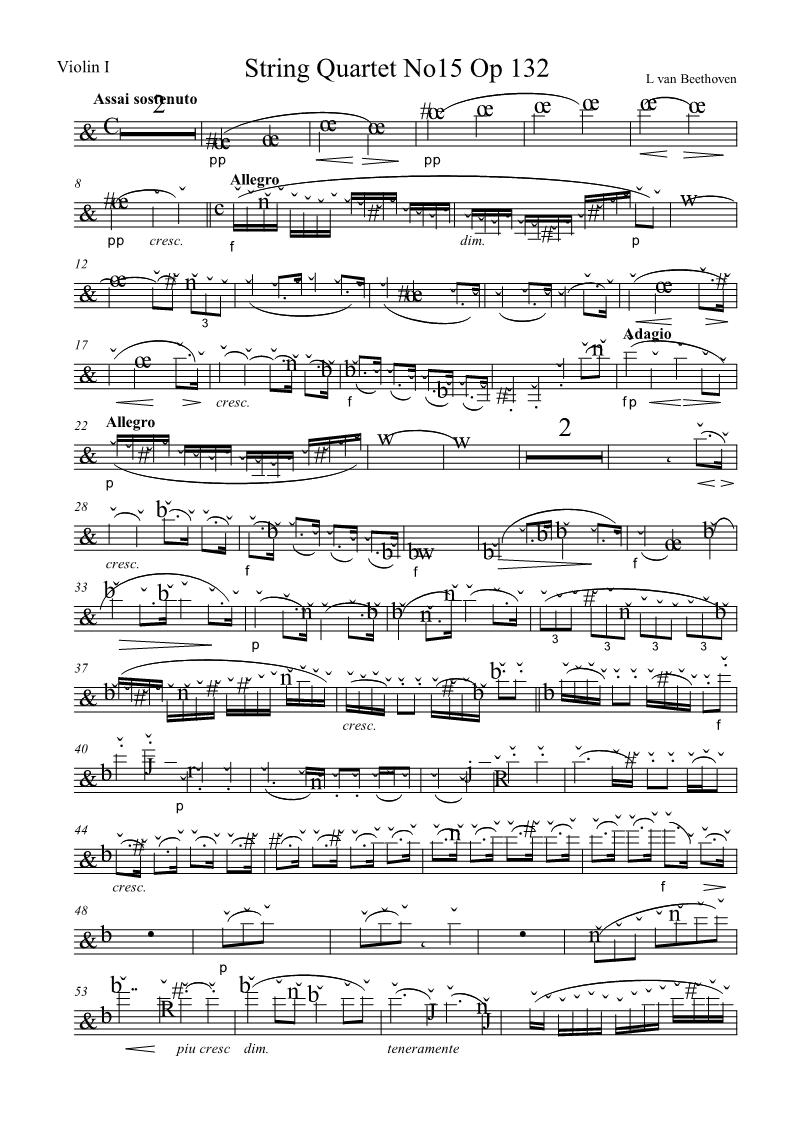 Violin I
String Quartet No15 Op 132
L van Beethoven
Assai sostenuto
2
pp
pp
8
Allegro
pp cresc. f dim. p
12
3
17
Adagio
cresc. f fp
22
Allegro
2
p
28
cresc. f f f
33
p 3 3 3 3
37
cresc. f
40
p
44
cresc. f
48
p
53
piu cresc dim. teneramente